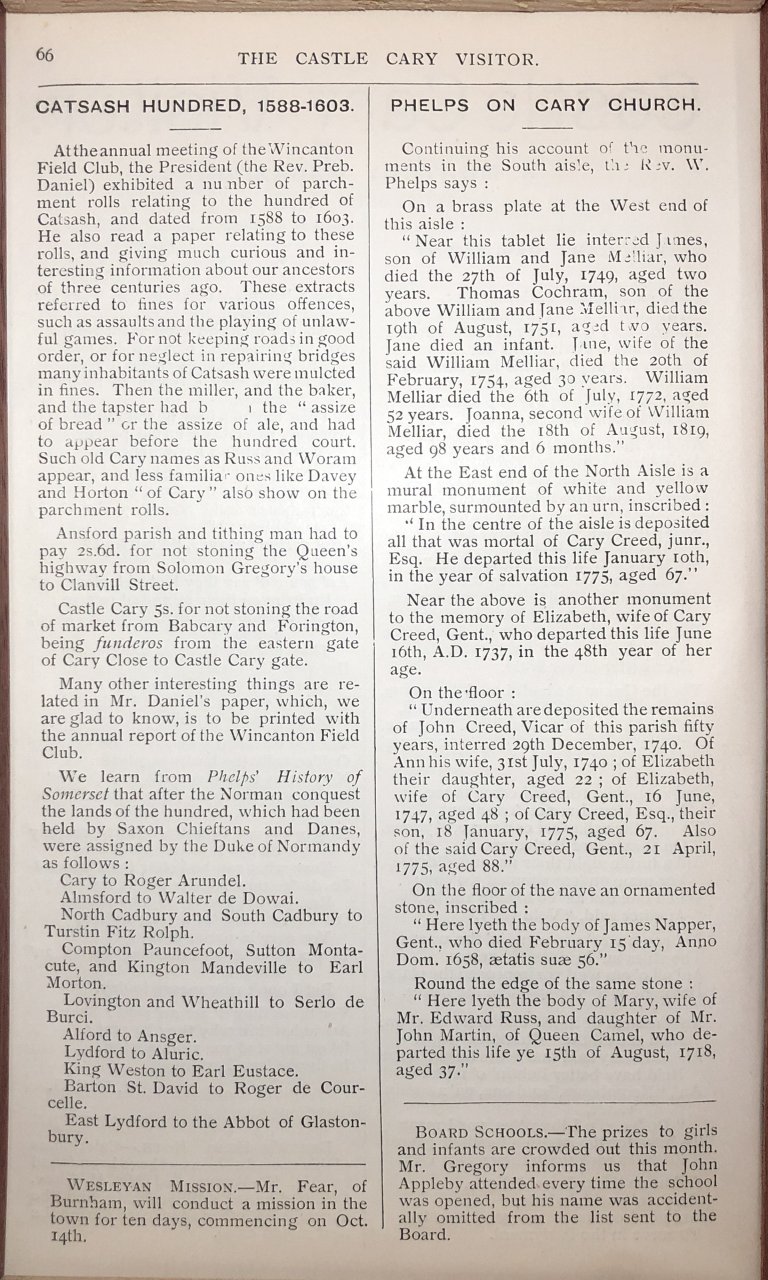 66
THE CASTLE CARY VISITOR.
CATSASH HUNDRED, 1588-1603.
At the annual meeting of the Wincanton
Field Club, the President (the Rev. Preb.
Daniel) exhibited a nu nber of parch-
ment rolls relating to the hundred of
Catsash, and dated from 1588 to 1603.
He also read a paper relating to these
rolls, and giving much curious and in-
teresting information about our ancestors
of three centuries ago. These extracts
referred to fines for various offences,
such as assaults and the playing of unlaw-
ful games. For not keeping roads in good
order, or for neglect in repairing bridges
many inhabitants of Catsash were mulcted
in fines. Then the miller, and the baker,
and the tapster had b the “ assize
of bread ” or the assize of ale, and had
to appear before the hundred court.
Such old Cary names as Russ and Woram
appear, and less familiar ones like Davey
and Horton “ of Cary ” also show on the
parchment rolls.
Ansford parish and tithing man had to
pay 2s.6d. for not stoning the Queen's
highway from Solomon Gregory's house
to Clanvill Street.
Castle Cary 5s. for not stoning the road
of market from Babcary and Forington,
being funderos from the eastern gate
of Cary Close to Castle Cary gate.
Many other interesting things are re-
lated in Mr. Daniel's paper, which, we
are glad to know, is to be printed with
the annual report of the Wincanton Field
Club.
We learn from Phelps' History of
Somerset that after the Norman conquest
the lands of the hundred, which had been
held by Saxon Chieftans and Danes,
were assigned by the Duke of Normandy
as follows :
Cary to Roger Arundel.
Almsford to Walter de Dowai.
North Cadbury and South Cadbury to
Turstin Fitz Rolph.
Compton Pauncefoot, Sutton Monta-
cute, and Kington Mandeville to Earl
Morton.
Lovington and Wheathill to Serlo de
Burci.
Alford to Ansger.
Lydford to Aluric.
King Weston to Earl Eustace.
Barton St. David to Roger de Cour-
celle.
East Lydford to the Abbot of Glaston-
bury.
WESLEYAN MISSION.—Mr. Fear, of
Burnham, will conduct a mission in the
town for ten days, commencing on Oct.
14th.
PHELPS ON CARY CHURCH.
Continuing his account of the monu-
ments in the South aisle, the Rev. W.
Phelps says :
On a brass plate at the West end of
this aisle :
“ Near this tablet lie interred James,
son of William and Jane Melliar, who
died the 27th of July, 1749, aged two
years. Thomas Cochram, son of the
above William and Jane Melliar, died the
19th of August, 1751, aged two years.
Jane died an infant. Jane, wife of the
said William Melliar, died the 20th of
February, 1754, aged 30 years. William
Melliar died the 6th of July, 1772, aged
52 years. Joanna, second wife of William
Melliar, died the 18th of August, 1819,
aged 98 years and 6 months.”
At the East end of the North Aisle is a
mural monument of white and yellow
marble, surmounted by an urn, inscribed :
“ In the centre of the aisle is deposited
all that was mortal of Cary Creed, junr.,
Esq. He departed this life January 10th,
in the year of salvation 1775, aged 67.”
Near the above is another monument
to the memory of Elizabeth, wife of Cary
Creed, Gent., who departed this life June
16th, A.D. 1737, in the 48th year of her
age.
On the floor :
“ Underneath are deposited the remains
of John Creed, Vicar of this parish fifty
years, interred 29th December, 1740. Of
Ann his wife, 31st July, 1740 ; of Elizabeth
their daughter, aged 22 ; of Elizabeth,
wife of Cary Creed, Gent., 16 June,
1747, aged 48 ; of Cary Creed, Esq., their
son, 18 January, 1775, aged 67. Also
of the said Cary Creed, Gent., 21 April,
1775, aged 88.”
On the floor of the nave an ornamented
stone, inscribed :
“ Here lyeth the body of James Napper,
Gent., who died February 15 day, Anno
Dom. 1658, ætatis suæ 56.”
Round the edge of the same stone :
“ Here lyeth the body of Mary, wife of
Mr. Edward Russ, and daughter of Mr.
John Martin, of Queen Camel, who de-
parted this life ye 15th of August, 1718,
aged 37.”
BOARD SCHOOLS.—The prizes to girls
and infants are crowded out this month.
Mr. Gregory informs us that John
Appleby attended every time the school
was opened, but his name was accident-
ally omitted from the list sent to the
Board.